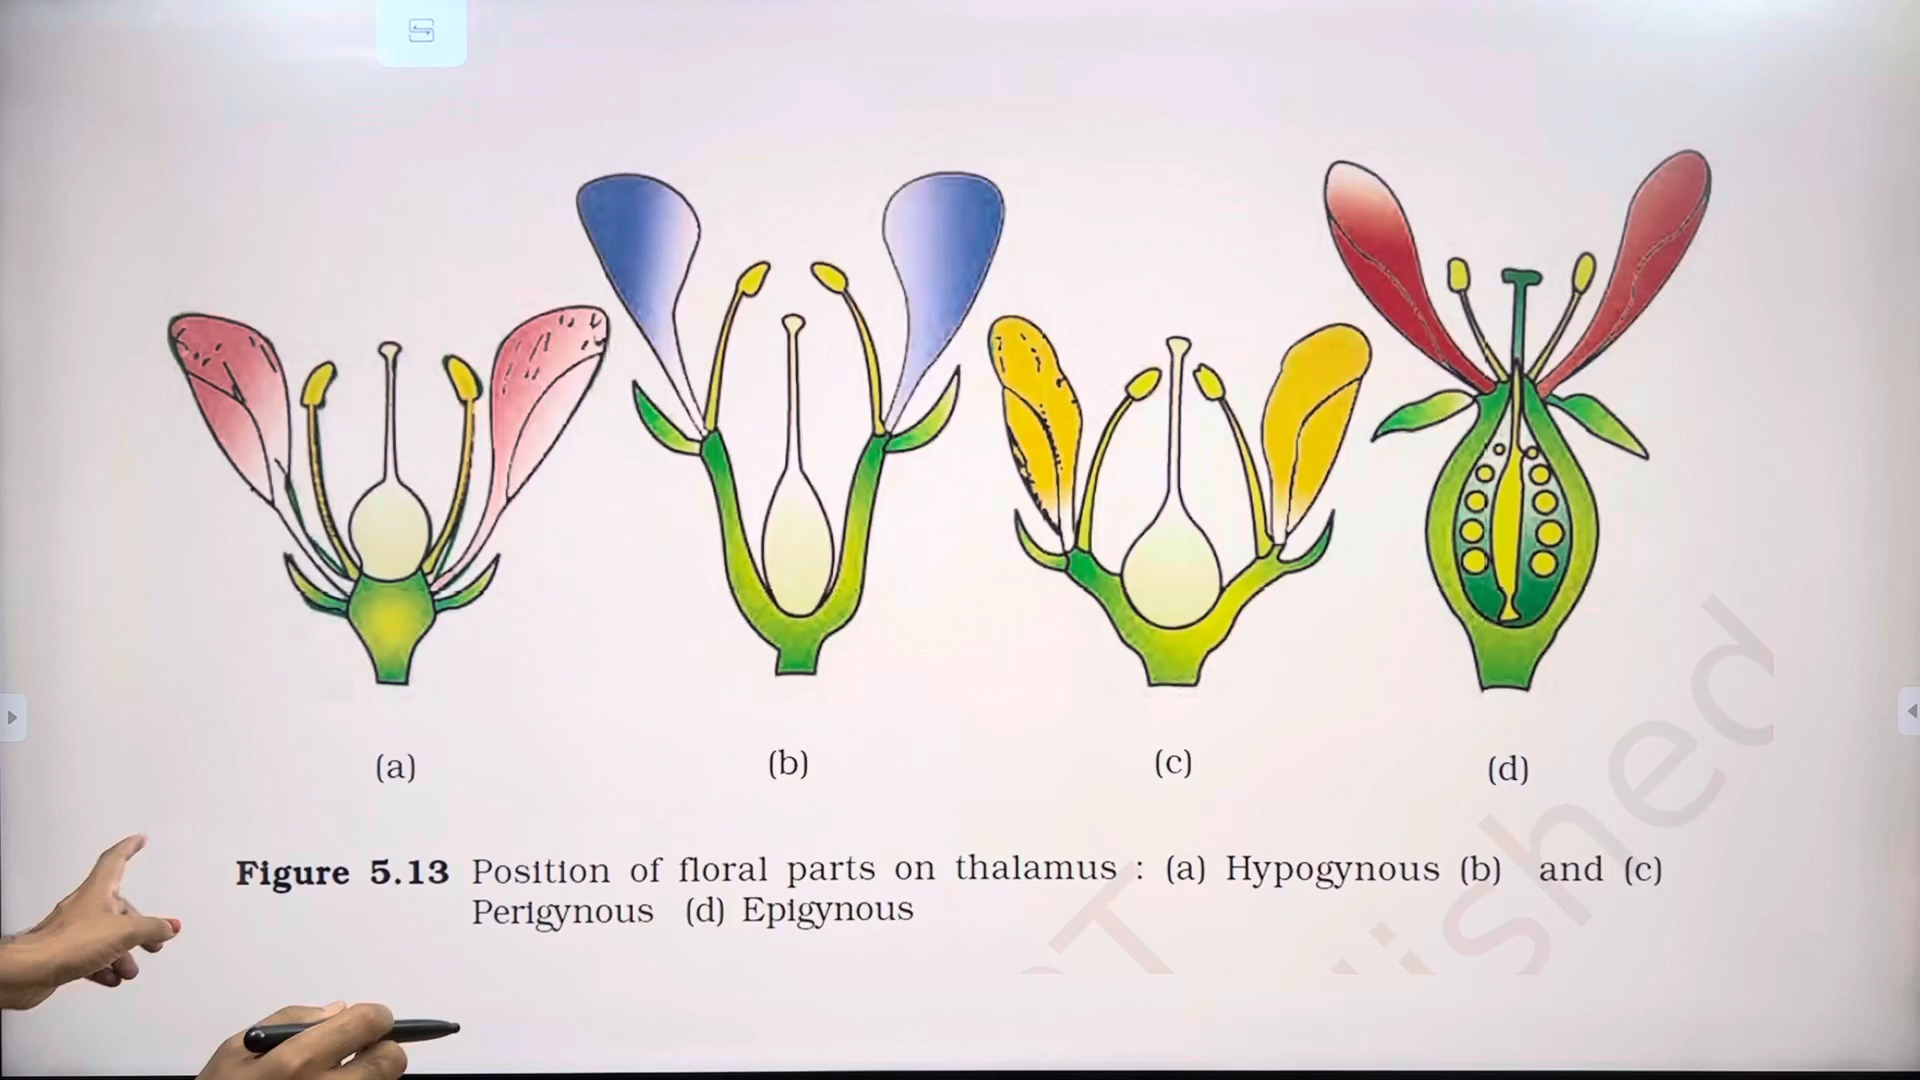 (a) (b) (c) (d)
Figure 5.13 Position of floral parts on thalamus : (a) Hypogynous (b) and (c)
Perigynous (d) Epigynous